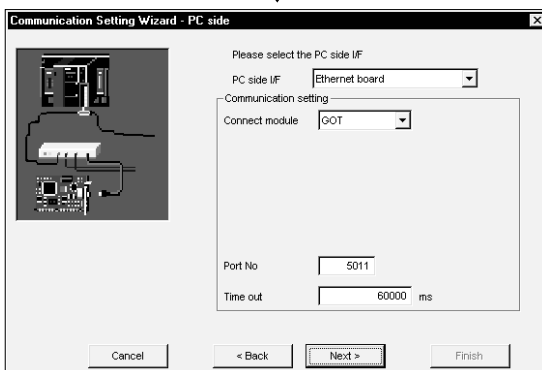 Communication Setting Wizard - PC side
Please select the PC side I/F
PC side I/F Ethernet board
Communication setting
Connect module GOT
Port No 5011
Time out 60000 ms
Cancel < Back Next > Finish